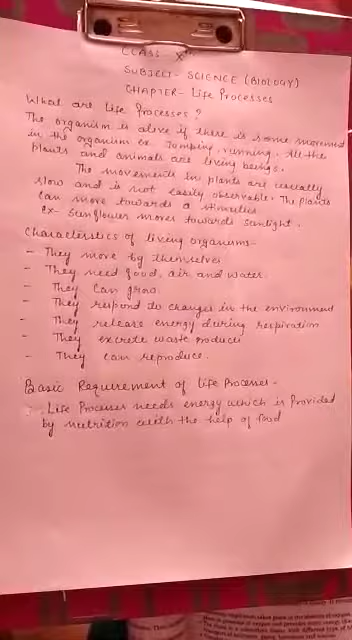 CLASS Xth
SUBJECT- SCIENCE (BIOLOGY)
CHAPTER- Life Processes
What are Life Processes?
The organism is alive if there is some movement
in the organism ex. Jumping, running. All the
plants and animals are living beings.
The movements in plants are usually
slow and is not easily observable. The plants
can move towards a stimulus
ex- Sunflower moves towards sunlight.
Characteristics of living organisms-
- They move by themselves
- They need food, air and water.
- They can grow.
- They respond to changes in the environment
- They release energy during respiration
- They excrete waste products
- They can reproduce.
Basic Requirement of Life Processes-
Life Processes needs energy which is provided
by nutrition with the help of food